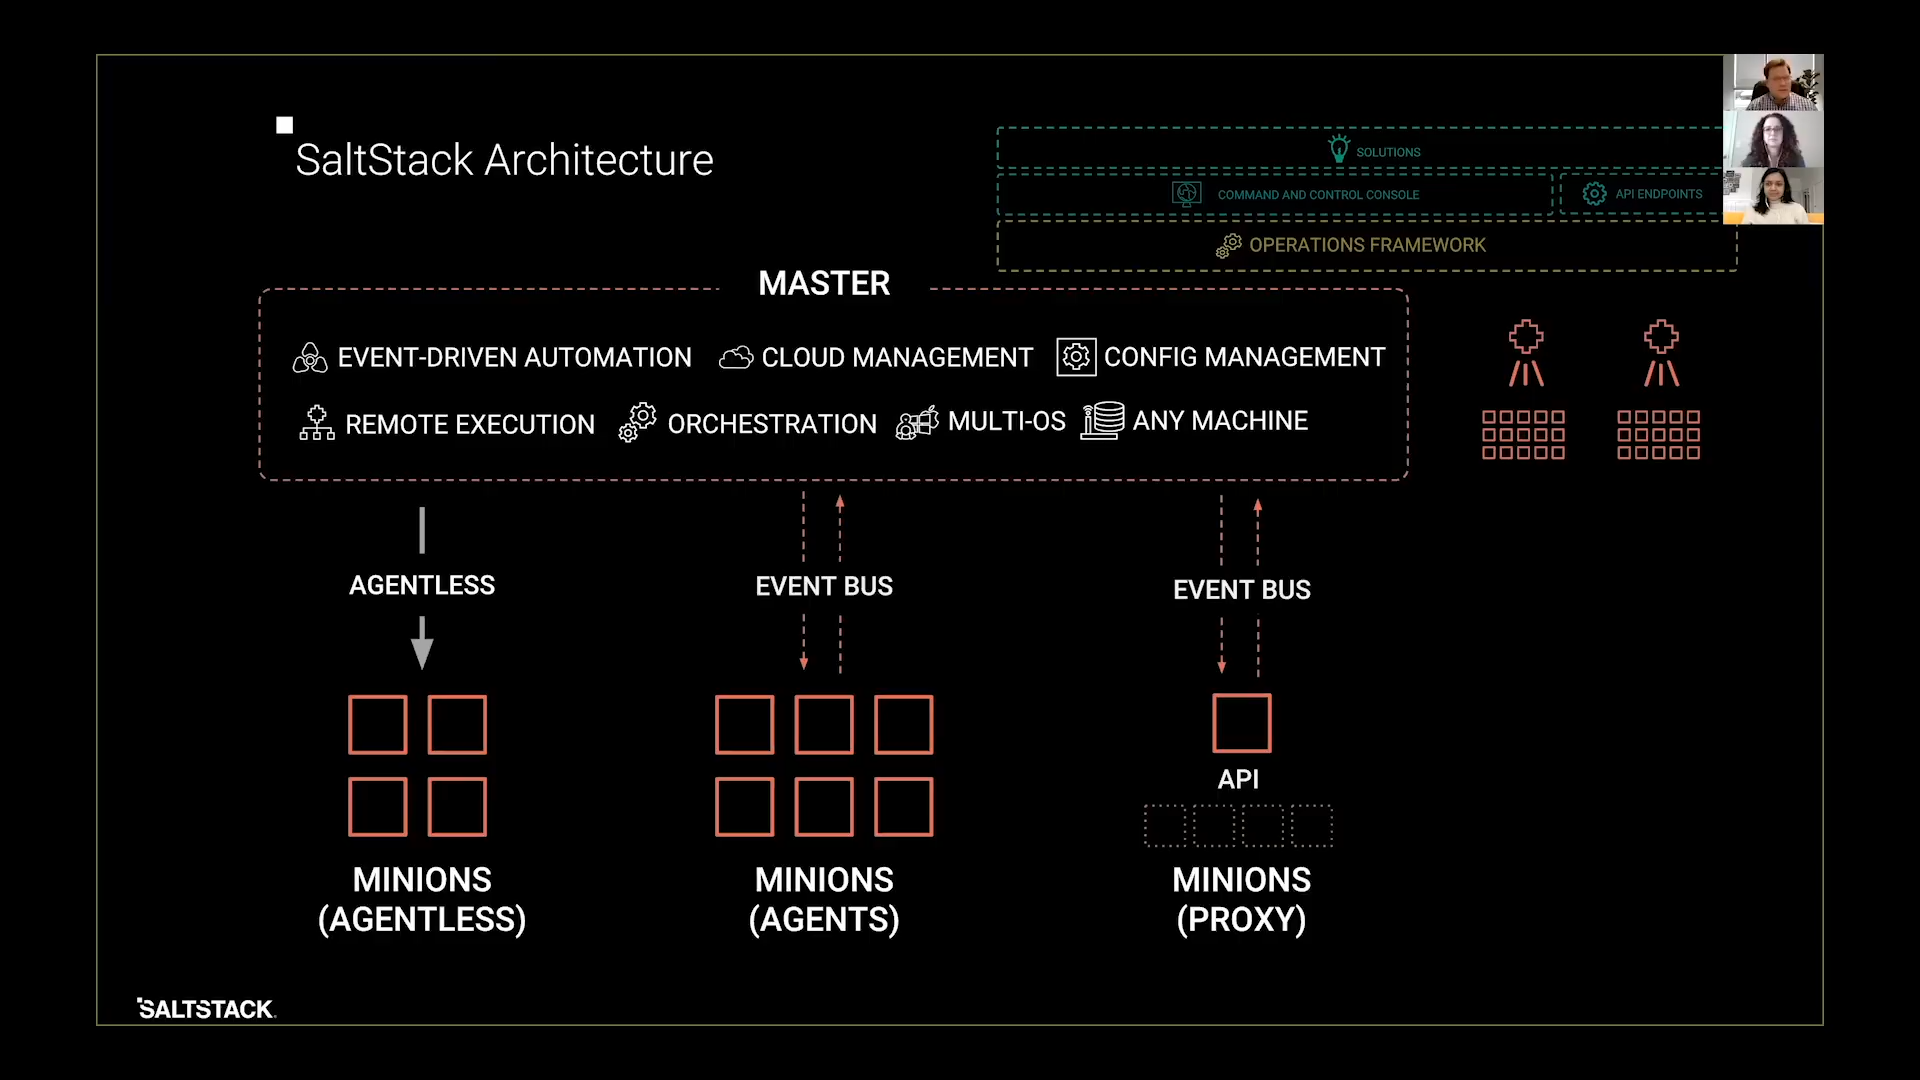 SaltStack Architecture
SOLUTIONS
COMMAND AND CONTROL CONSOLE
API ENDPOINTS
OPERATIONS FRAMEWORK
MASTER
EVENT-DRIVEN AUTOMATION
CLOUD MANAGEMENT
CONFIG MANAGEMENT
REMOTE EXECUTION
ORCHESTRATION
MULTI-OS
ANY MACHINE
AGENTLESS
EVENT BUS
EVENT BUS
API
MINIONS
(AGENTLESS)
MINIONS
(AGENTS)
MINIONS
(PROXY)
SALTSTACK.